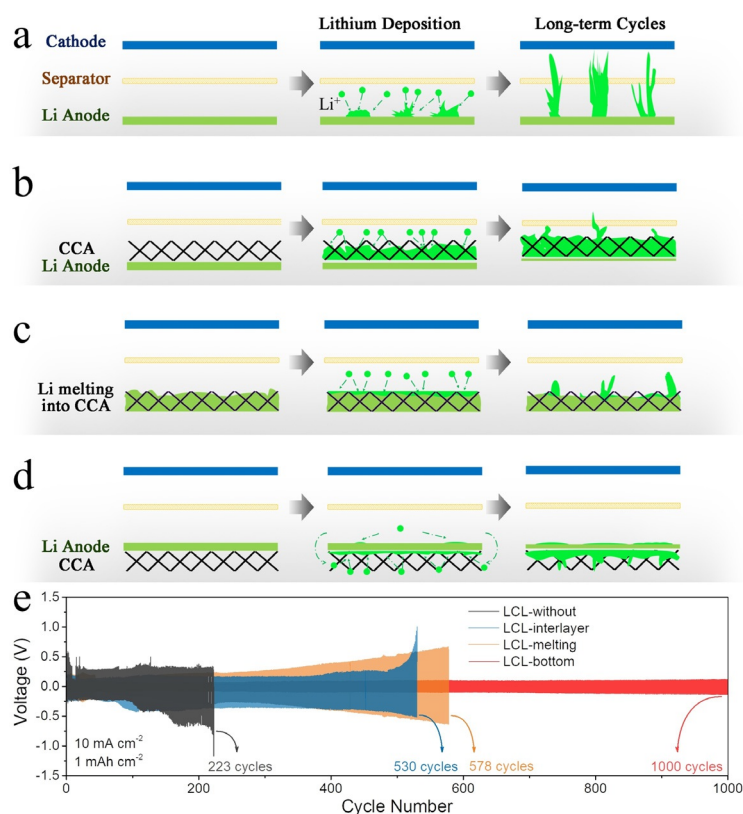 Lithium Deposition Long-term Cycles
a
Cathode
Separator
Li Anode
Li+
b
CCA
Li Anode
c
Li melting
into CCA
d
Li Anode
CCA
e
1.5
1.0
0.5
0.0
-0.5
-1.0
-1.5
Voltage (V)
LCL-without
LCL-interlayer
LCL-melting
LCL-bottom
10 mA cm-2
1 mAh cm-2
223 cycles 530 cycles 578 cycles 1000 cycles
0 200 400 600 800 1000
Cycle Number